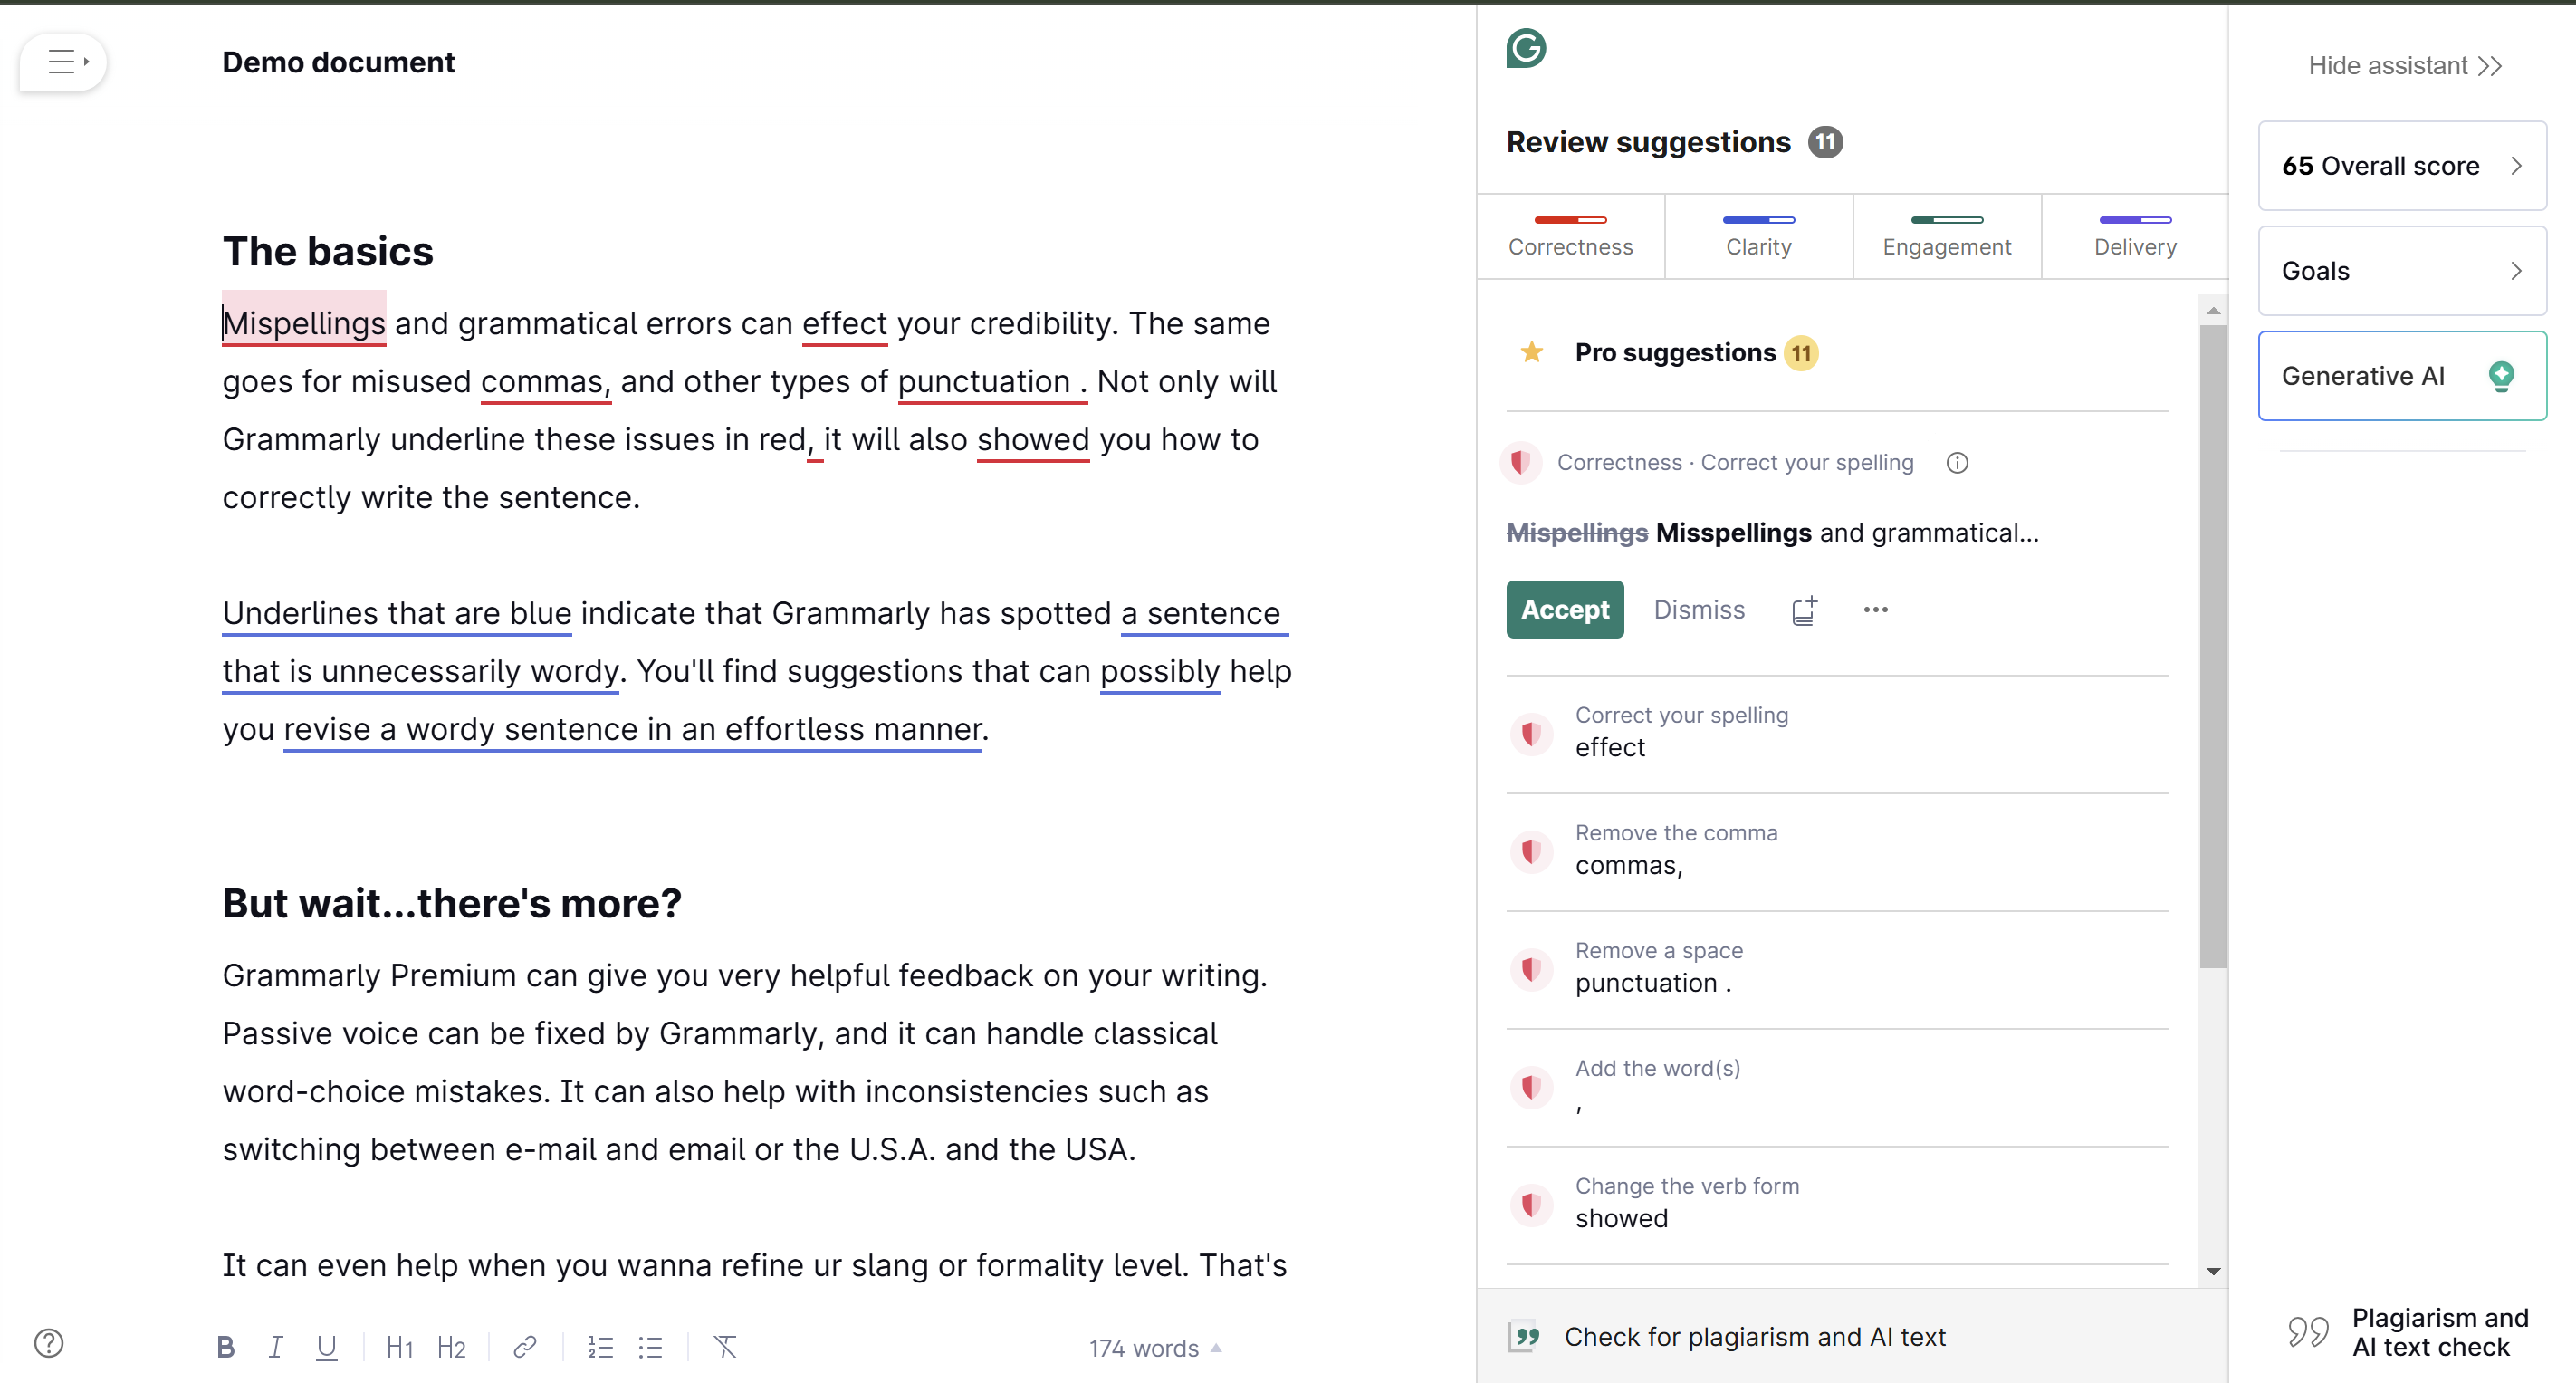 Demo document
The basics
Mispellings and grammatical errors can effect your credibility. The same
goes for misused commas, and other types of punctuation . Not only will
Grammarly underline these issues in red, it will also showed you how to
correctly write the sentence.
Underlines that are blue indicate that Grammarly has spotted a sentence
that is unnecessarily wordy. You'll find suggestions that can possibly help
you revise a wordy sentence in an effortless manner.
But wait...there's more?
Grammarly Premium can give you very helpful feedback on your writing.
Passive voice can be fixed by Grammarly, and it can handle classical
word-choice mistakes. It can also help with inconsistencies such as
switching between e-mail and email or the U.S.A. and the USA.
It can even help when you wanna refine ur slang or formality level. That's
B I U H1 H2
174 words
Review suggestions 11
Correctness
Clarity
Engagement
Delivery
Pro suggestions 11
Correctness · Correct your spelling
Mispellings Misspellings and grammatical...
Accept Dismiss
Correct your spelling
effect
Remove the comma
commas,
Remove a space
punctuation .
Add the word(s)
,
Change the verb form
showed
Check for plagiarism and AI text
Hide assistant
65 Overall score
Goals
Generative AI
Plagiarism and
AI text check